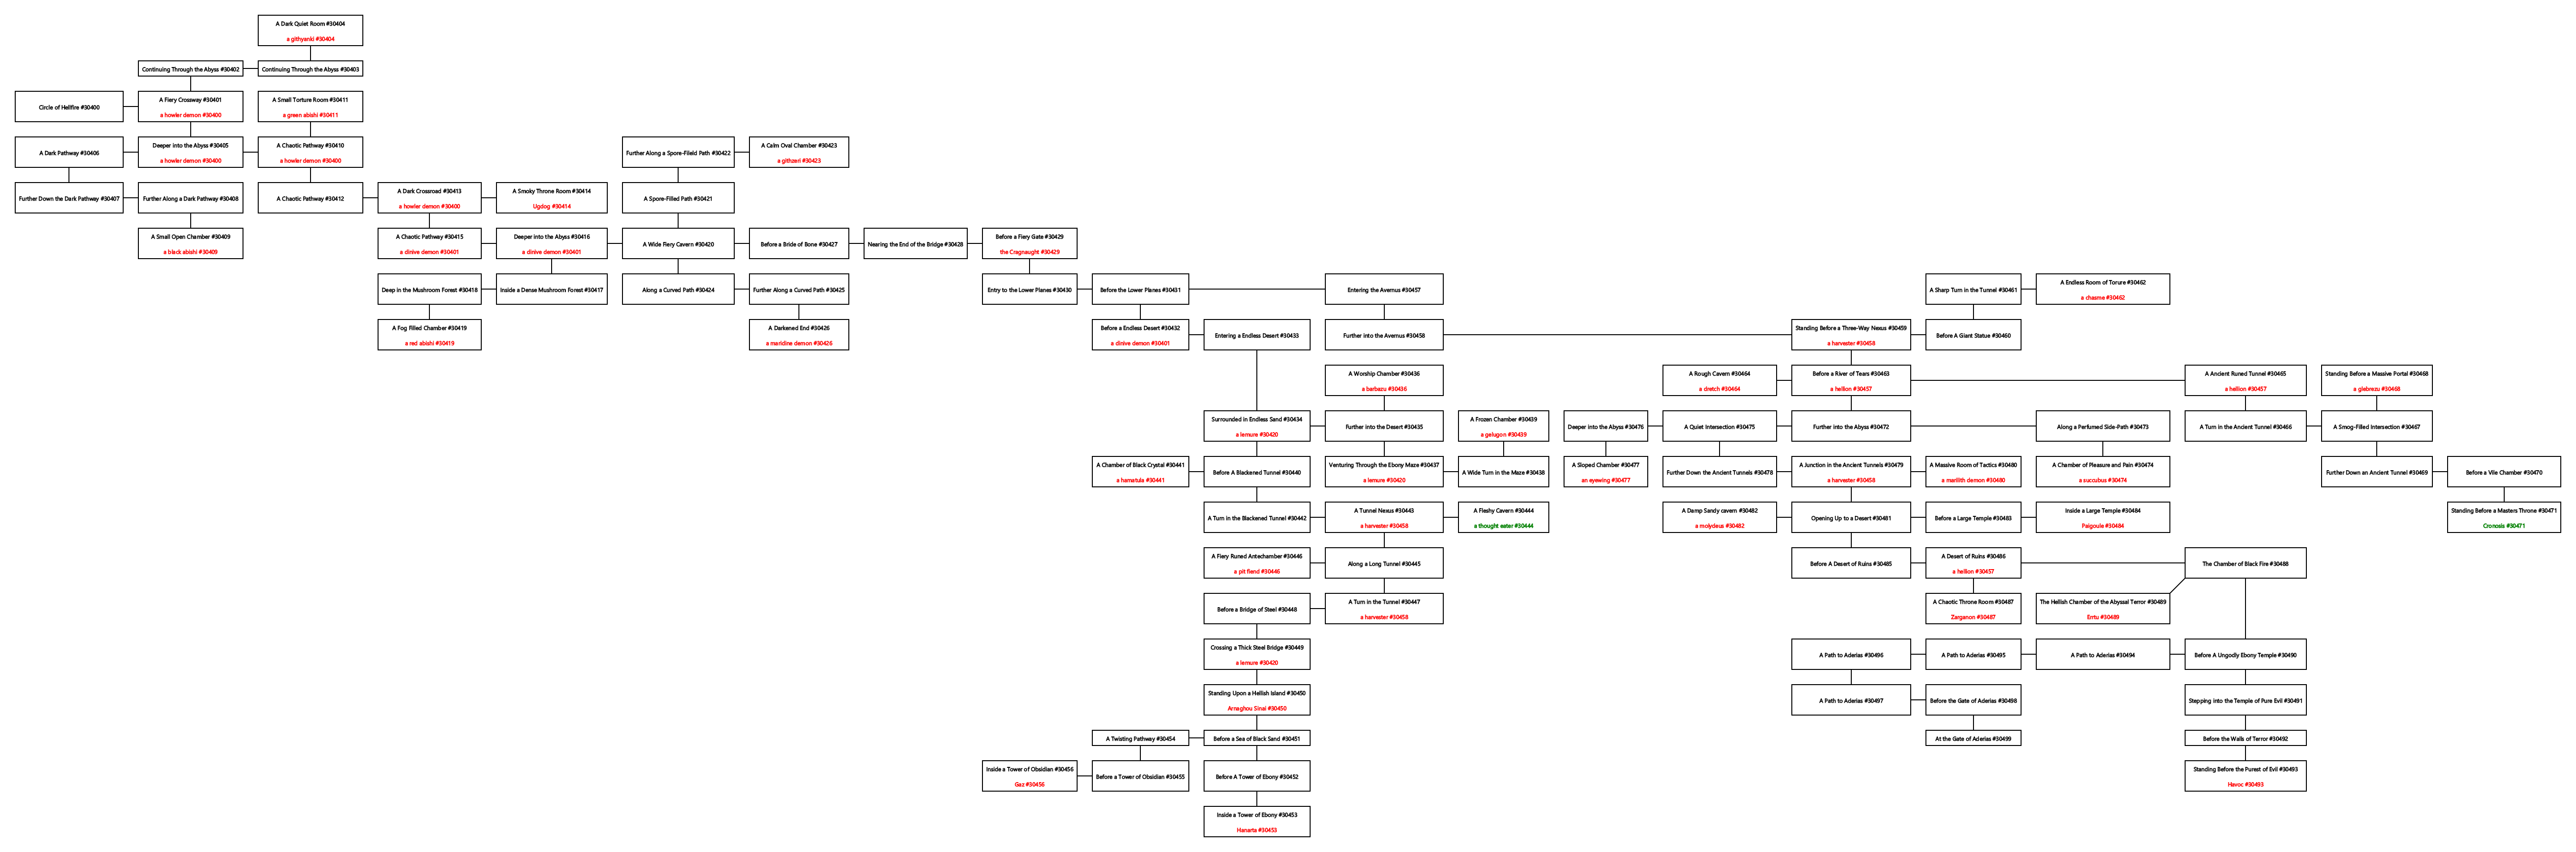 A Dark Quiet Room #30404
a githyanki #30404
Continuing Through the Abyss #30402
Continuing Through the Abyss #30403
Circle of Hellfire #30400
A Fiery Crossway #30401
a howler demon #30400
A Small Torture Room #30411
a green abishi #30411
A Dark Pathway #30406
Deeper into the Abyss #30405
a howler demon #30400
A Chaotic Pathway #30410
a howler demon #30400
Further Along a Spore-Fileld Path #30422
A Calm Oval Chamber #30423
a githzeri #30423
Further Down the Dark Pathway #30407
Further Along a Dark Pathway #30408
A Chaotic Pathway #30412
A Dark Crossroad #30413
a howler demon #30400
A Smoky Throne Room #30414
Ugdog #30414
A Spore-Filled Path #30421
A Small Open Chamber #30409
a black abishi #30409
A Chaotic Pathway #30415
a dinive demon #30401
Deeper into the Abyss #30416
a dinive demon #30401
A Wide Fiery Cavern #30420
Before a Bride of Bone #30427
Nearing the End of the Bridge #30428
Before a Fiery Gate #30429
the Cragnaught #30429
Deep in the Mushroom Forest #30418
Inside a Dense Mushroom Forest #30417
Along a Curved Path #30424
Further Along a Curved Path #30425
Entry to the Lower Planes #30430
Before the Lower Planes #30431
Entering the Avernus #30457
A Sharp Turn in the Tunnel #30461
A Endless Room of Torure #30462
a chasme #30462
A Fog Filled Chamber #30419
a red abishi #30419
A Darkened End #30426
a maridine demon #30426
Before a Endless Desert #30432
a dinive demon #30401
Entering a Endless Desert #30433
Further into the Avernus #30458
Standing Before a Three-Way Nexus #30459
a harvester #30458
Before A Giant Statue #30460
A Worship Chamber #30436
a barbazu #30436
A Rough Cavern #30464
a dretch #30464
Before a River of Tears #30463
a hellion #30457
A Ancient Runed Tunnel #30465
a hellion #30457
Standing Before a Massive Portal #30468
a glebrezu #30468
Surrounded in Endless Sand #30434
a lemure #30420
Further into the Desert #30435
A Frozen Chamber #30439
a gelugon #30439
Deeper into the Abyss #30476
A Quiet Intersection #30475
Further into the Abyss #30472
Along a Perfumed Side-Path #30473
A Turn in the Ancient Tunnel #30466
A Smog-Filled Intersection #30467
A Chamber of Black Crystal #30441
a hamatula #30441
Before A Blackened Tunnel #30440
Venturing Through the Ebony Maze #30437
a lemure #30420
A Wide Turn in the Maze #30438
A Sloped Chamber #30477
an eyewing #30477
Further Down the Ancient Tunnels #30478
A Junction in the Ancient Tunnels #30479
a harvester #30458
A Massive Room of Tactics #30480
a marilith demon #30480
A Chamber of Pleasure and Pain #30474
a succubus #30474
Further Down an Ancient Tunnel #30469
Before a Vile Chamber #30470
A Turn in the Blackened Tunnel #30442
A Tunnel Nexus #30443
a harvester #30458
A Fleshy Cavern #30444
a thought eater #30444
A Damp Sandy cavern #30482
a molydeus #30482
Opening Up to a Desert #30481
Before a Large Temple #30483
Inside a Large Temple #30484
Paigoule #30484
Standing Before a Masters Throne #30471
Cronosis #30471
A Fiery Runed Antechamber #30446
a pit fiend #30446
Along a Long Tunnel #30445
Before A Desert of Ruins #30485
A Desert of Ruins #30486
a hellion #30457
The Chamber of Black Fire #30488
Before a Bridge of Steel #30448
A Turn in the Tunnel #30447
a harvester #30458
A Chaotic Throne Room #30487
Zarganon #30487
The Hellish Chamber of the Abyssal Terror #30489
Errtu #30489
Crossing a Thick Steel Bridge #30449
a lemure #30420
A Path to Aderias #30496
A Path to Aderias #30495
A Path to Aderias #30494
Before A Ungodly Ebony Temple #30490
Standing Upon a Hellish Island #30450
Arnaghou Sinai #30450
A Path to Aderias #30497
Before the Gate of Aderias #30498
Stepping into the Temple of Pure Evil #30491
A Twisting Pathway #30454
Before a Sea of Black Sand #30451
At the Gate of Aderias #30499
Before the Walls of Terror #30492
Inside a Tower of Obsidian #30456
Gaz #30456
Before a Tower of Obsidian #30455
Before A Tower of Ebony #30452
Standing Before the Purest of Evil #30493
Havoc #30493
Inside a Tower of Ebony #30453
Hanarta #30453